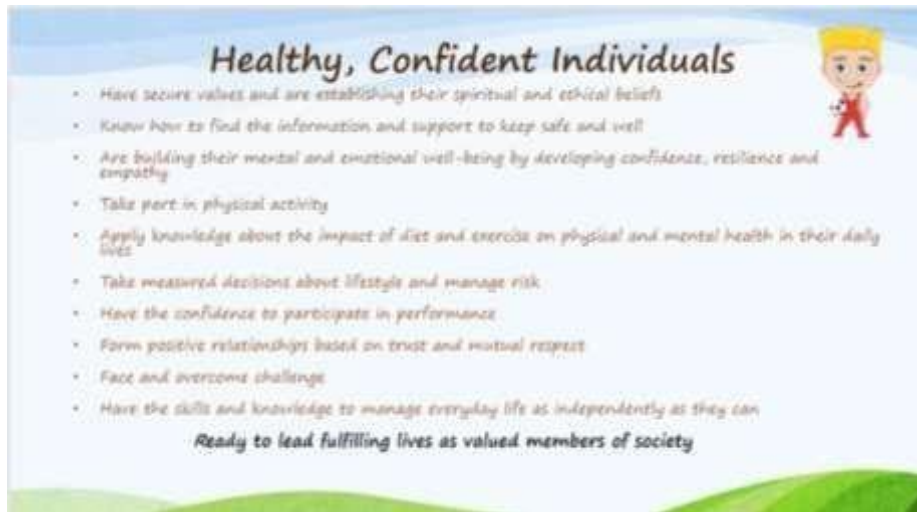 Healthy, Confident Individuals
• Have secure values and are establishing their spiritual and ethical beliefs
• Know how to find the information and support to keep safe and well
• Are building their mental and emotional well-being by developing confidence, resilience and
empathy
• Take part in physical activity
• Apply knowledge about the impact of diet and exercise on physical and mental health in their daily
lives
• Take measured decisions about lifestyle and manage risk
• Have the confidence to participate in performance
• Form positive relationships based on trust and mutual respect
• Face and overcome challenge
• Have the skills and knowledge to manage everyday life as independently as they can
Ready to lead fulfilling lives as valued members of society